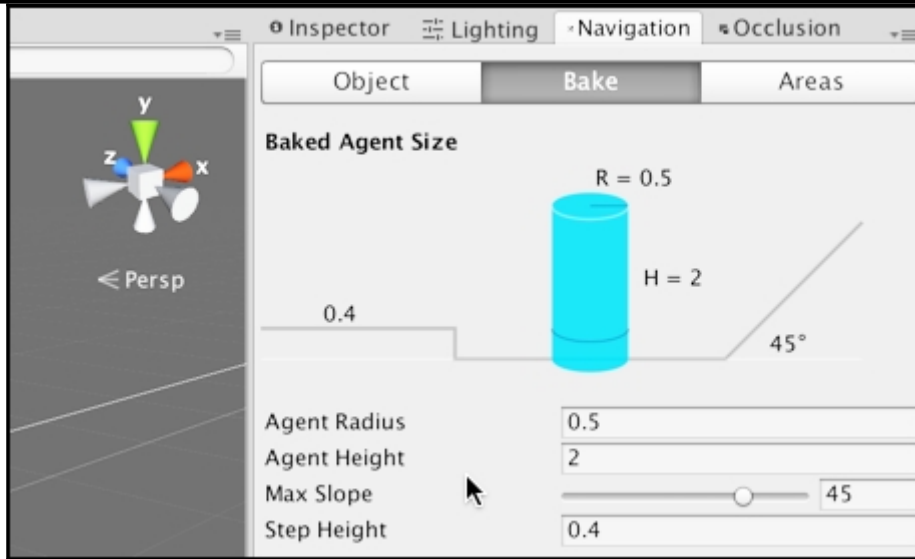 Inspector Lighting Navigation Occlusion
Object Bake Areas
y
z x
Persp
Baked Agent Size
R = 0.5
H = 2
0.4
45°
Agent Radius 0.5
Agent Height 2
Max Slope 45
Step Height 0.4